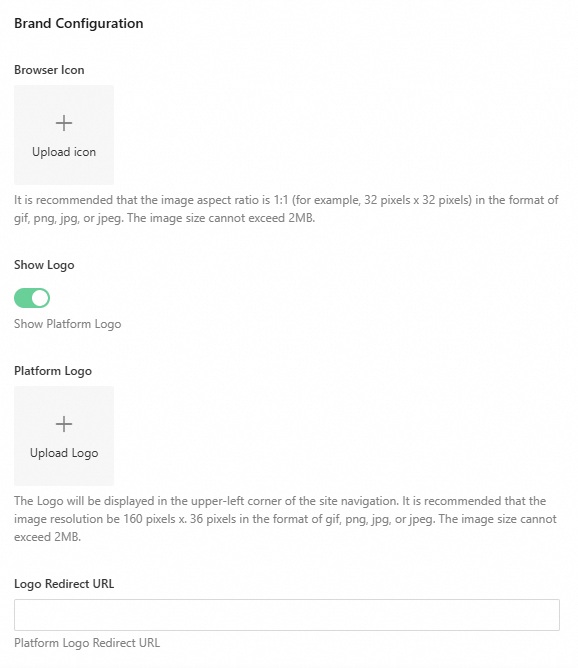 Brand Configuration
Browser Icon
Upload icon
It is recommended that the image aspect ratio is 1:1 (for example, 32 pixels x 32 pixels) in the format of
gif, png, jpg, or jpeg. The image size cannot exceed 2MB.
Show Logo
Show Platform Logo
Platform Logo
Upload Logo
The Logo will be displayed in the upper-left corner of the site navigation. It is recommended that the
image resolution be 160 pixels x. 36 pixels in the format of gif, png, jpg, or jpeg. The image size cannot
exceed 2MB.
Logo Redirect URL
Platform Logo Redirect URL